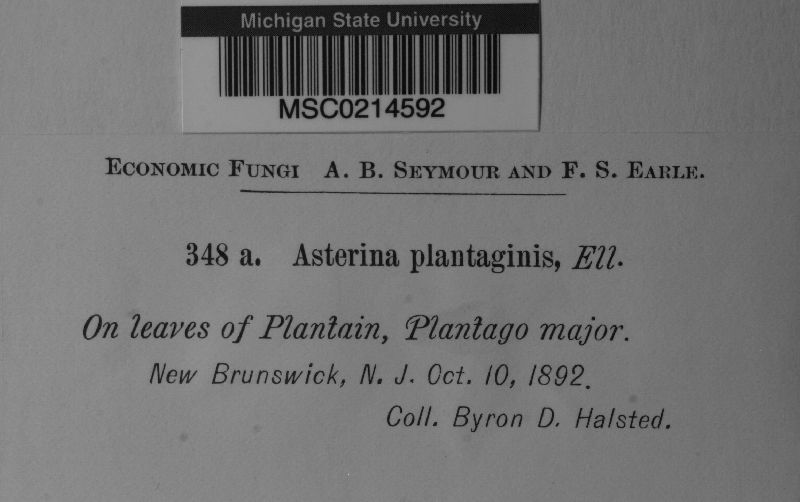 Michigan State University
MSC0214592
Economic Fungi A. B. Seymour and F. S. Earle.
348 a. Asterina plantaginis, Ell.
On leaves of Plantain, Plantago major.
New Brunswick, N. J. Oct. 10, 1892.
Coll. Byron D. Halsted.